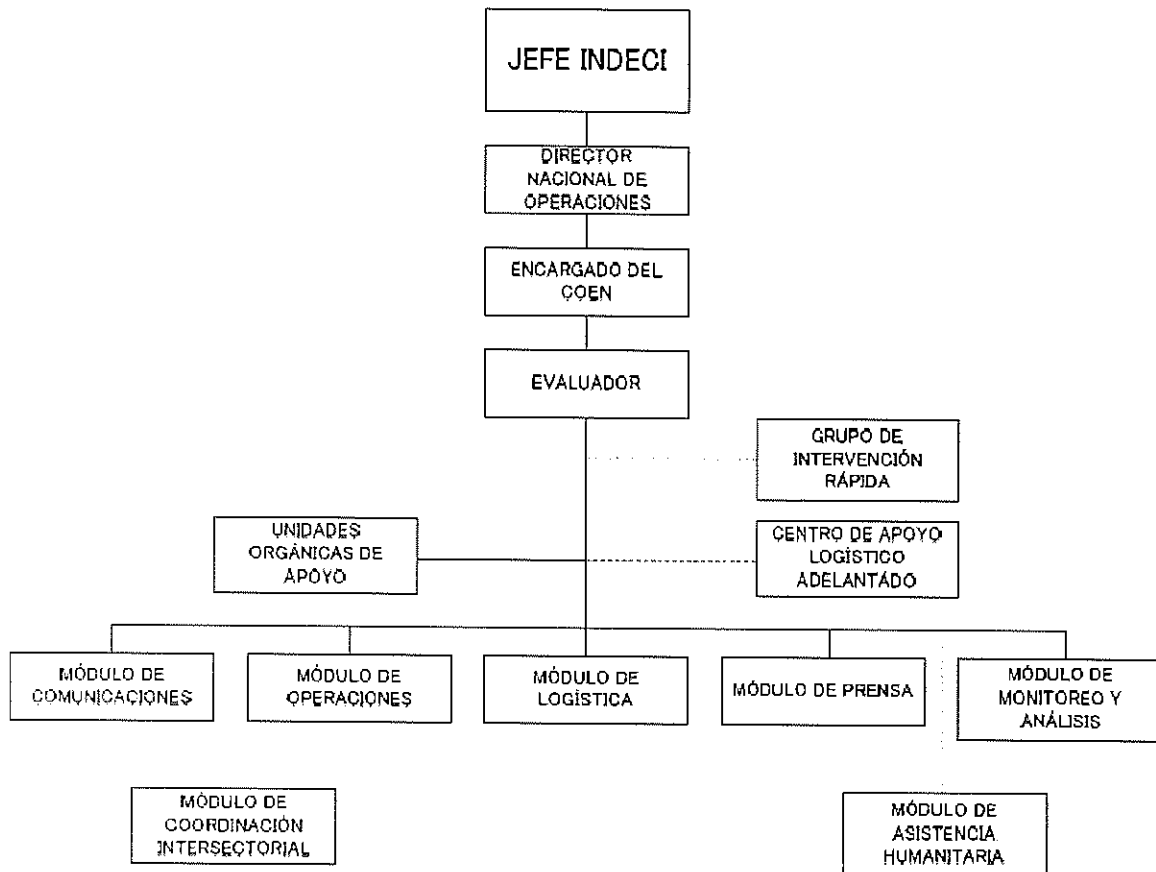 JEFE INDECI
DIRECTOR
NACIONAL DE
OPERACIONES
ENCARGADO DEL
COEN
EVALUADOR
GRUPO DE
INTERVENCIÓN
RÁPIDA
UNIDADES
ORGÁNICAS DE
APOYO
CENTRO DE APOYO
LOGÍSTICO
ADELANTADO
MÓDULO DE
COMUNICACIONES
MÓDULO DE
OPERACIONES
MÓDULO DE
LOGÍSTICA
MÓDULO DE PRENSA
MÓDULO DE
MONITOREO Y
ANÁLISIS
MÓDULO DE
COORDINACIÓN
INTERSECTORIAL
MÓDULO DE
ASISTENCIA
HUMANITARIA